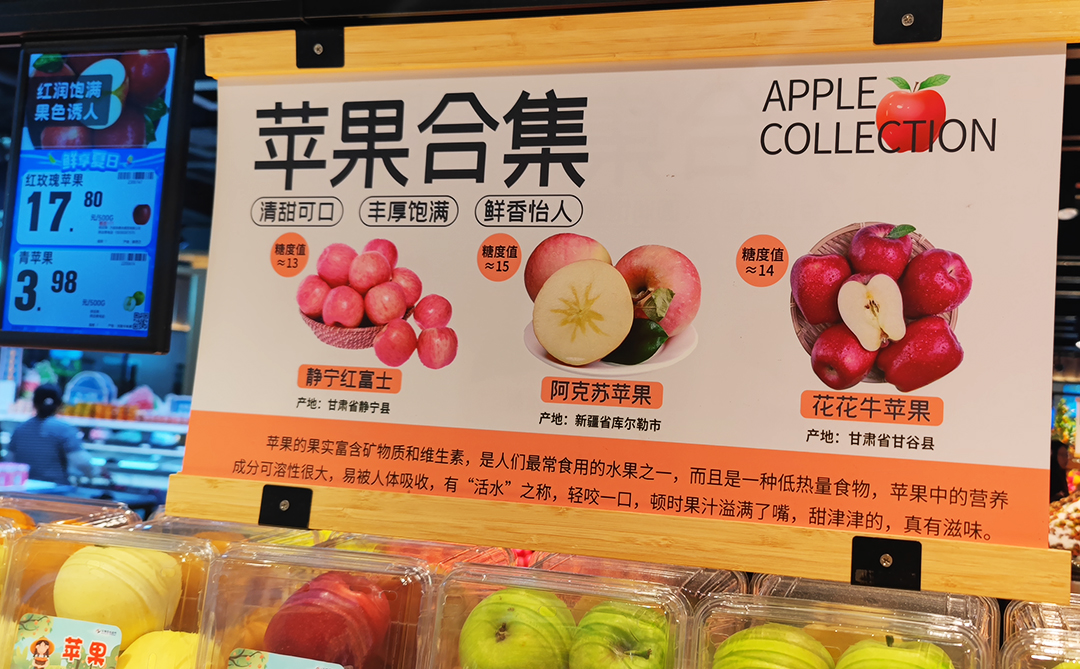 红润饱满
果色诱人
鲜享夏日
红玫瑰苹果
17.80
元/500G
青苹果
3.98
元/500G
苹果合集
APPLE
COLLECTION
清甜可口 丰厚饱满 鲜香怡人
糖度值
≈13
静宁红富士
产地：甘肃省静宁县
糖度值
≈15
阿克苏苹果
产地：新疆省库尔勒市
糖度值
≈14
花花牛苹果
产地：甘肃省甘谷县
苹果的果实富含矿物质和维生素，是人们最常食用的水果之一，而且是一种低热量食物，苹果中的营养
成分可溶性很大，易被人体吸收，有“活水”之称，轻咬一口，顿时果汁溢满了嘴，甜津津的，真有滋味。
苹果